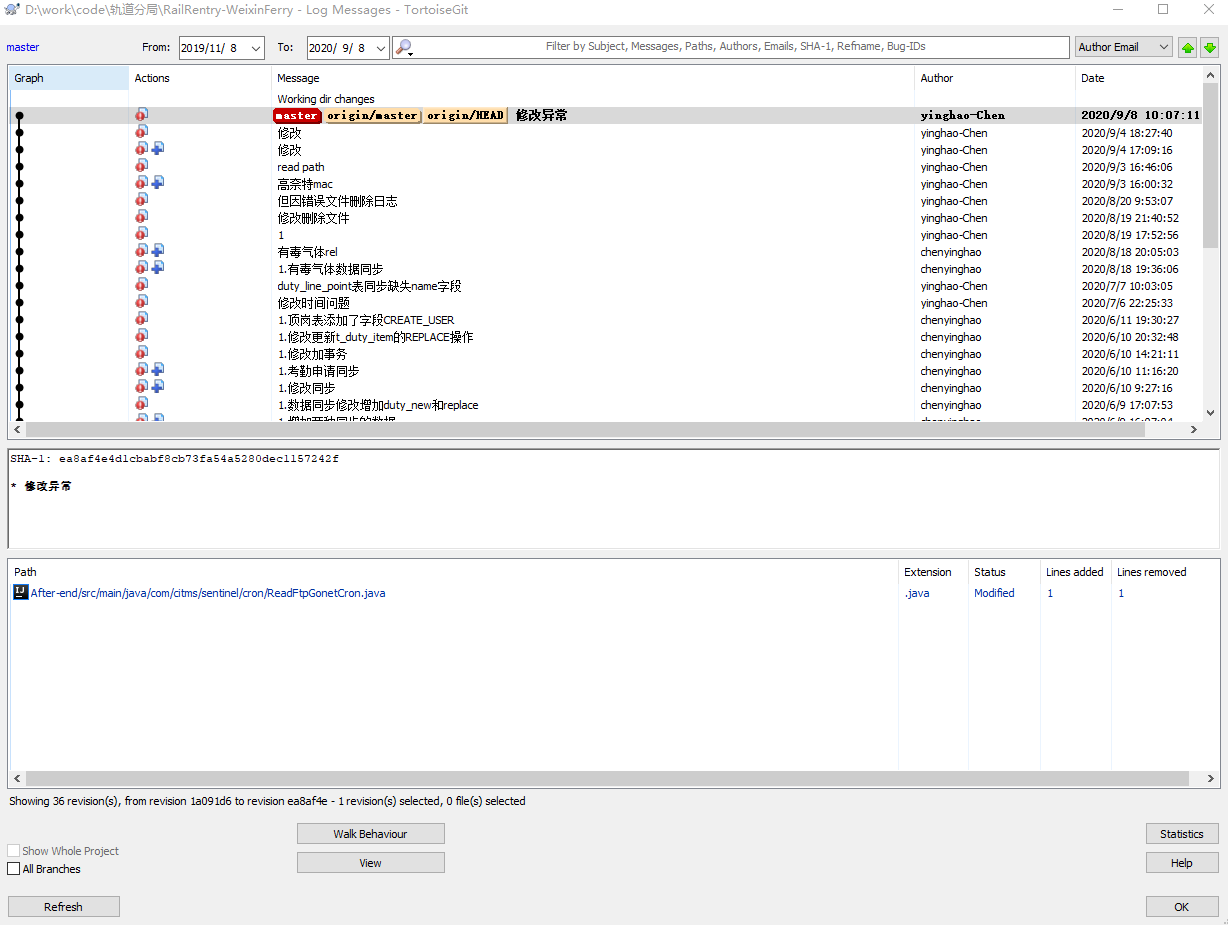 D:\work\code\轨道分局\RailRentry-WeixinFerry - Log Messages - TortoiseGit
master From: 2019/11/ 8 To: 2020/ 9/ 8 Filter by Subject, Messages, Paths, Authors, Emails, SHA-1, Refname, Bug-IDs Author Email
Graph Actions Message Author Date
Working dir changes
master origin/master origin/HEAD 修改异常 yinghao-Chen 2020/9/8 10:07:11
修改 yinghao-Chen 2020/9/4 18:27:40
修改 yinghao-Chen 2020/9/4 17:09:16
read path yinghao-Chen 2020/9/3 16:46:06
高奈特mac yinghao-Chen 2020/9/3 16:00:32
但因错误文件删除日志 yinghao-Chen 2020/8/20 9:53:07
修改删除文件 yinghao-Chen 2020/8/19 21:40:52
1 yinghao-Chen 2020/8/19 17:52:56
有毒气体rel chenyinghao 2020/8/18 20:05:03
1.有毒气体数据同步 chenyinghao 2020/8/18 19:36:06
duty_line_point表同步缺失name字段 yinghao-Chen 2020/7/7 10:03:05
修改时间问题 yinghao-Chen 2020/7/6 22:25:33
1.顶岗表添加了字段CREATE_USER chenyinghao 2020/6/11 19:30:27
1.修改更新t_duty_item的REPLACE操作 chenyinghao 2020/6/10 20:32:48
1.修改加事务 chenyinghao 2020/6/10 14:21:11
1.考勤申请同步 chenyinghao 2020/6/10 11:16:20
1.修改同步 chenyinghao 2020/6/10 9:27:16
1.数据同步修改增加duty_new和replace chenyinghao 2020/6/9 17:07:53
SHA-1: ea8af4e4d1cbabf8cb73fa54a5280dec1157242f
* 修改异常
Path Extension Status Lines added Lines removed
After-end/src/main/java/com/citms/sentinel/cron/ReadFtpGonetCron.java .java Modified 1 1
Showing 36 revision(s), from revision 1a091d6 to revision ea8af4e - 1 revision(s) selected, 0 file(s) selected
Walk Behaviour Statistics
Show Whole Project
View Help
All Branches
Refresh OK